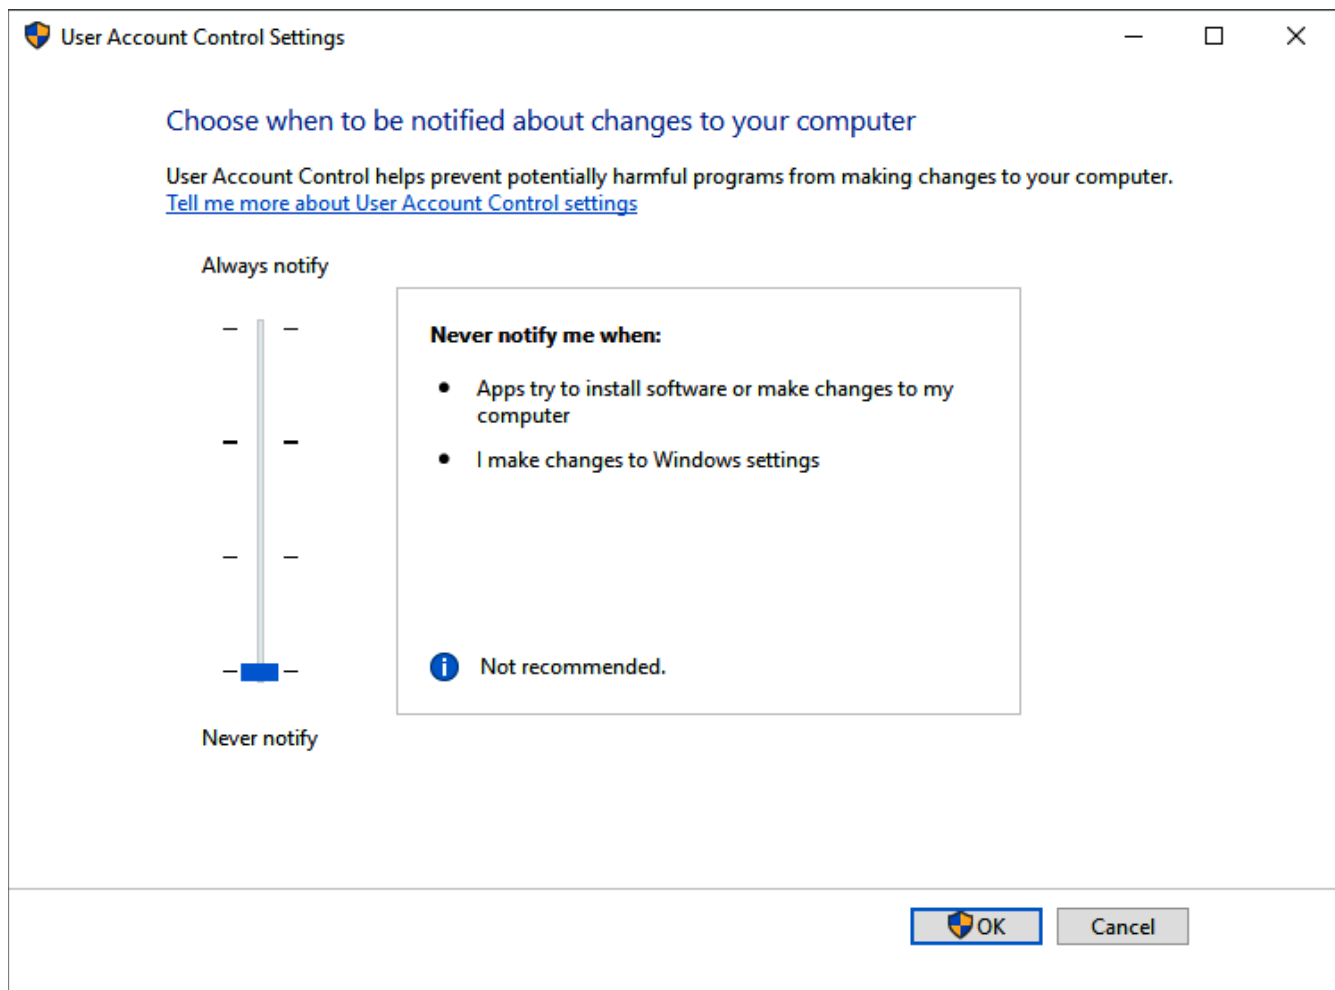 User Account Control Settings
Choose when to be notified about changes to your computer
User Account Control helps prevent potentially harmful programs from making changes to your computer.
Tell me more about User Account Control settings
Always notify
Never notify me when:
Apps try to install software or make changes to my
computer
I make changes to Windows settings
Not recommended.
Never notify
OK
Cancel